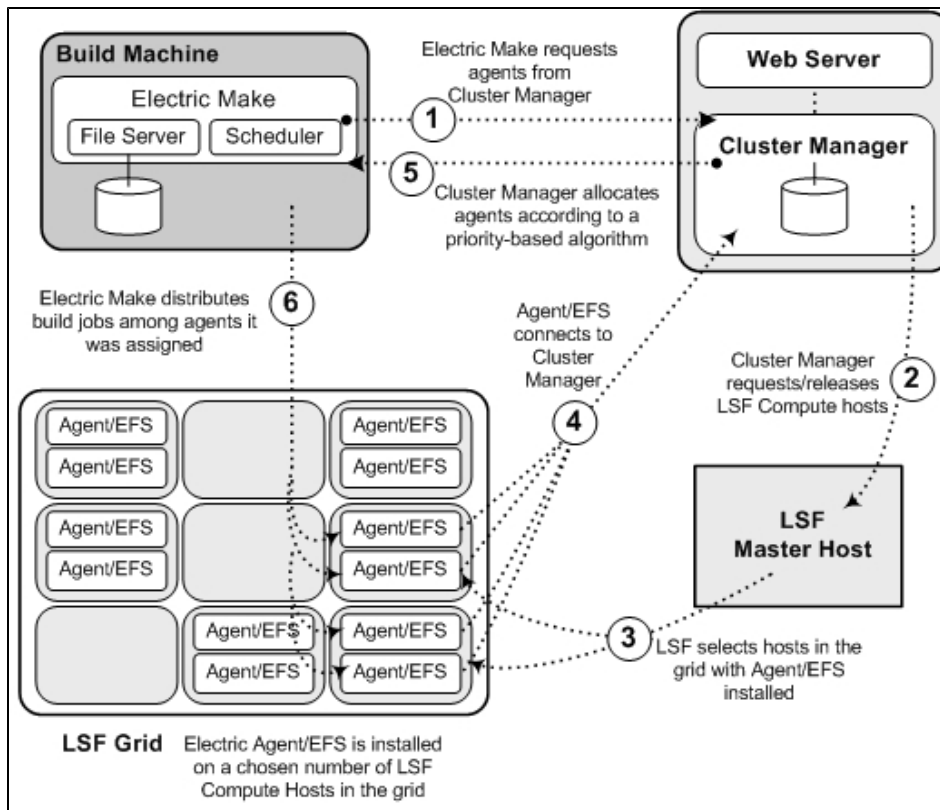 Build Machine
Electric Make
File Server
Scheduler
Electric Make requests
agents from
Cluster Manager
1
5
Cluster Manager allocates
agents according to a
priority-based algorithm
Web Server
Cluster Manager
Electric Make distributes
build jobs among agents it
was assigned
6
Agent/EFS
connects to
Cluster
Manager
4
Cluster Manager
requests/releases
LSF Compute hosts
2
LSF
Master Host
3
LSF selects hosts in the
grid with Agent/EFS
installed
Agent/EFS
Agent/EFS
Agent/EFS
Agent/EFS
Agent/EFS
Agent/EFS
Agent/EFS
Agent/EFS
Agent/EFS
Agent/EFS
Agent/EFS
Agent/EFS
LSF Grid
Electric Agent/EFS is installed
on a chosen number of LSF
Compute Hosts in the grid